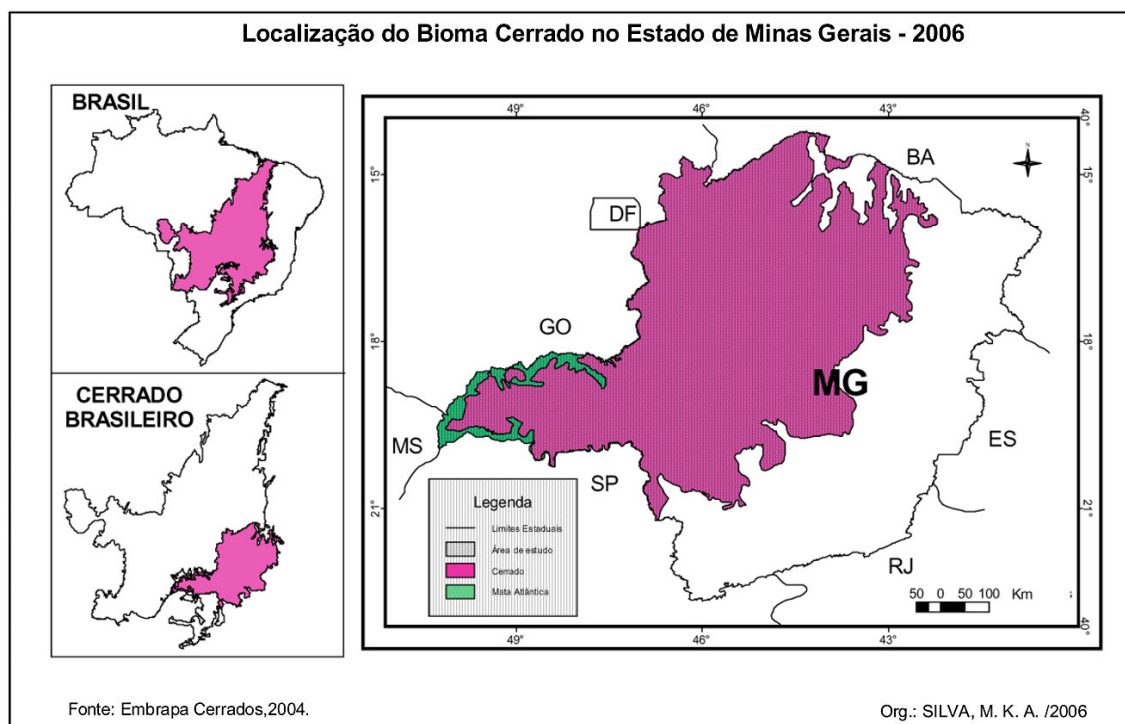 Localização do Bioma Cerrado no Estado de Minas Gerais - 2006
BRASIL
CERRADO
BRASILEIRO
49°
46°
43°
40°
15°
15°
BA
DF
GO
18°
18°
MG
MS
ES
SP
21°
21°
RJ
Legenda
Limites Estaduais
Área de estudo
Cerrado
Mata Atlântica
50 0 50 100 Km
49°
46°
43°
40°
N
Fonte: Embrapa Cerrados,2004.
Org.: SILVA, M. K. A. /2006